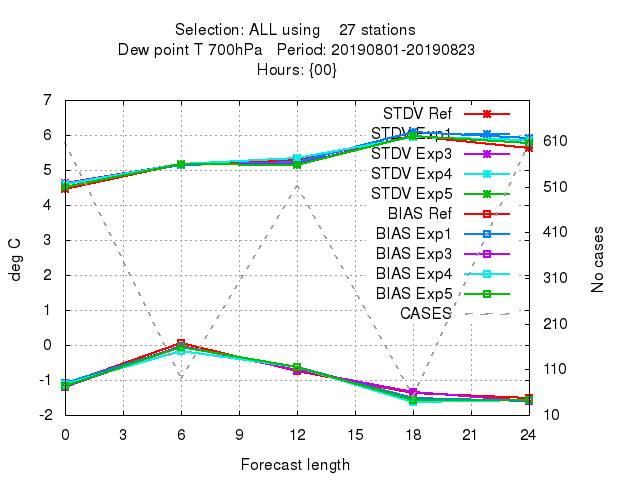 Selection: ALL using 27 stations
Dew point T 700hPa Period: 20190801-20190823
Hours: {00}
7
6
5
4
3
2
1
0
-1
-2
deg C
STDV Ref
STDV Exp1
STDV Exp3
STDV Exp4
STDV Exp5
BIAS Ref
BIAS Exp1
BIAS Exp3
BIAS Exp4
BIAS Exp5
CASES
610
510
410
310
210
110
10
No cases
0 3 6 9 12 15 18 21 24
Forecast length